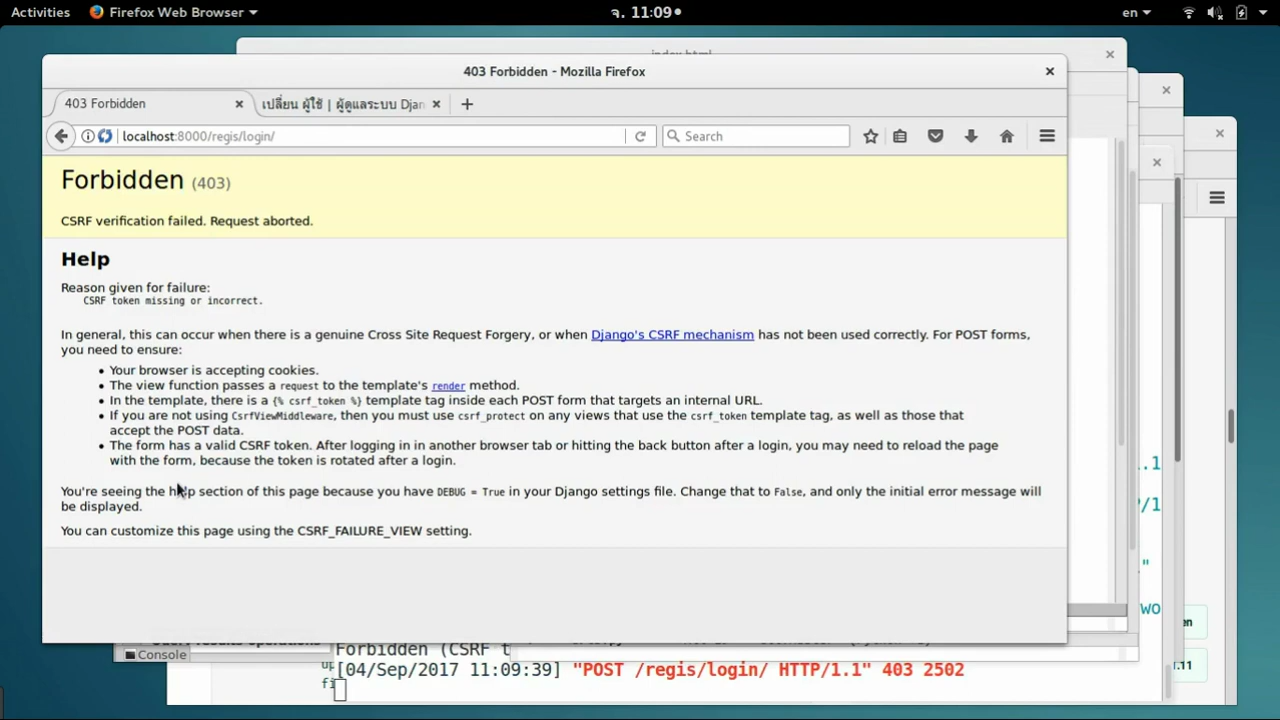 Activities Firefox Web Browser จ. 11:09 en
index.html
403 Forbidden - Mozilla Firefox
403 Forbidden เปลี่ยน ผู้ใช้ | ผู้ดูแลระบบ Djan
localhost:8000/regis/login/ Search
Forbidden (403)
CSRF verification failed. Request aborted.
Help
Reason given for failure:
CSRF token missing or incorrect.
In general, this can occur when there is a genuine Cross Site Request Forgery, or when Django's CSRF mechanism has not been used correctly. For POST forms,
you need to ensure:
• Your browser is accepting cookies.
• The view function passes a request to the template's render method.
• In the template, there is a {% csrf_token %} template tag inside each POST form that targets an internal URL.
• If you are not using CsrfViewMiddleware, then you must use csrf_protect on any views that use the csrf_token template tag, as well as those that
accept the POST data.
• The form has a valid CSRF token. After logging in in another browser tab or hitting the back button after a login, you may need to reload the page
with the form, because the token is rotated after a login.
You're seeing the help section of this page because you have DEBUG = True in your Django settings file. Change that to False, and only the initial error message will
be displayed.
You can customize this page using the CSRF_FAILURE_VIEW setting.
.1
/1
"
wo
en
Forbidden (CSRF t
Console
1.11
up
[04/Sep/2017 11:09:39] "POST /regis/login/ HTTP/1.1" 403 2502
fi